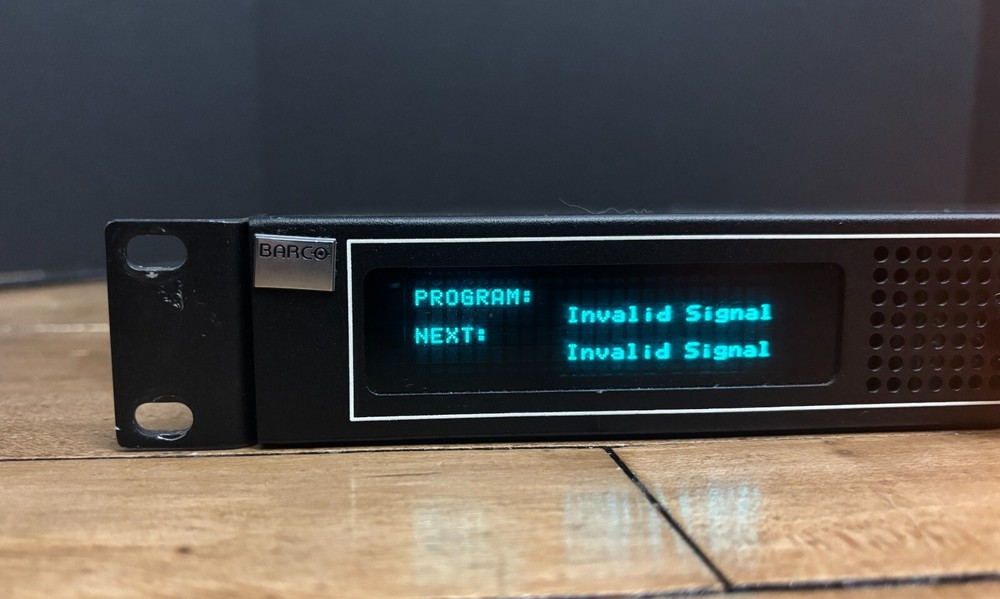 BARCO
PROGRAM:
Invalid Signal
NEXT:
Invalid Signal